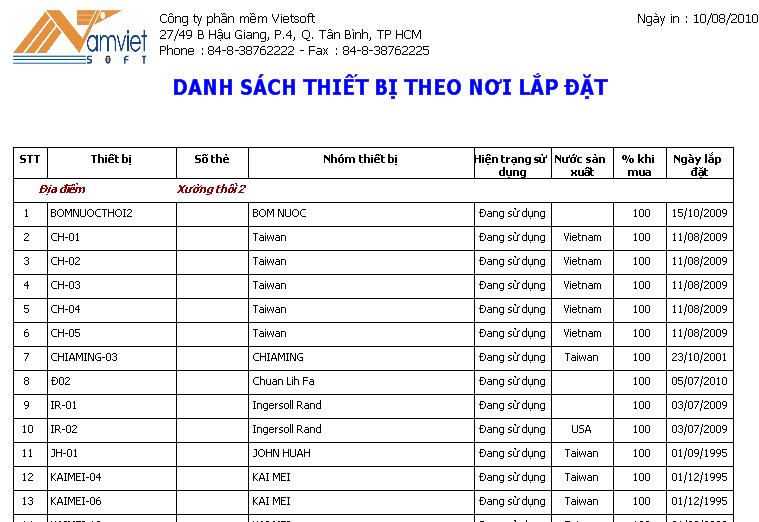 Namviet
SOFT
Công ty phần mềm Vietsoft
27/49 B Hậu Giang, P.4, Q. Tân Bình, TP HCM
Phone : 84-8-38762222 - Fax : 84-8-38762225
Ngày in : 10/08/2010
DANH SÁCH THIẾT BỊ THEO NƠI LẮP ĐẶT
STT Thiết bị Số thẻ Nhóm thiết bị Hiện trạng sử dụng Nước sản xuất % khi mua Ngày lắp đặt
Địa điểm Xưởng thổi 2
1 BOMNUOCTHOI2 BOM NUOC Đang sử dụng 100 15/10/2009
2 CH-01 Taiwan Đang sử dụng Vietnam 100 11/08/2009
3 CH-02 Taiwan Đang sử dụng Vietnam 100 11/08/2009
4 CH-03 Taiwan Đang sử dụng Vietnam 100 11/08/2009
5 CH-04 Taiwan Đang sử dụng Vietnam 100 11/08/2009
6 CH-05 Taiwan Đang sử dụng Vietnam 100 11/08/2009
7 CHIAMING-03 CHIAMING Đang sử dụng Taiwan 100 23/10/2001
8 Đ02 Chuan Lih Fa Đang sử dụng 100 05/07/2010
9 IR-01 Ingersoll Rand Đang sử dụng 100 03/07/2009
10 IR-02 Ingersoll Rand Đang sử dụng USA 100 03/07/2009
11 JH-01 JOHN HUAH Đang sử dụng Taiwan 100 01/09/1995
12 KAIMEI-04 KAI MEI Đang sử dụng Taiwan 100 01/12/1995
13 KAIMEI-06 KAI MEI Đang sử dụng Taiwan 100 01/12/1995